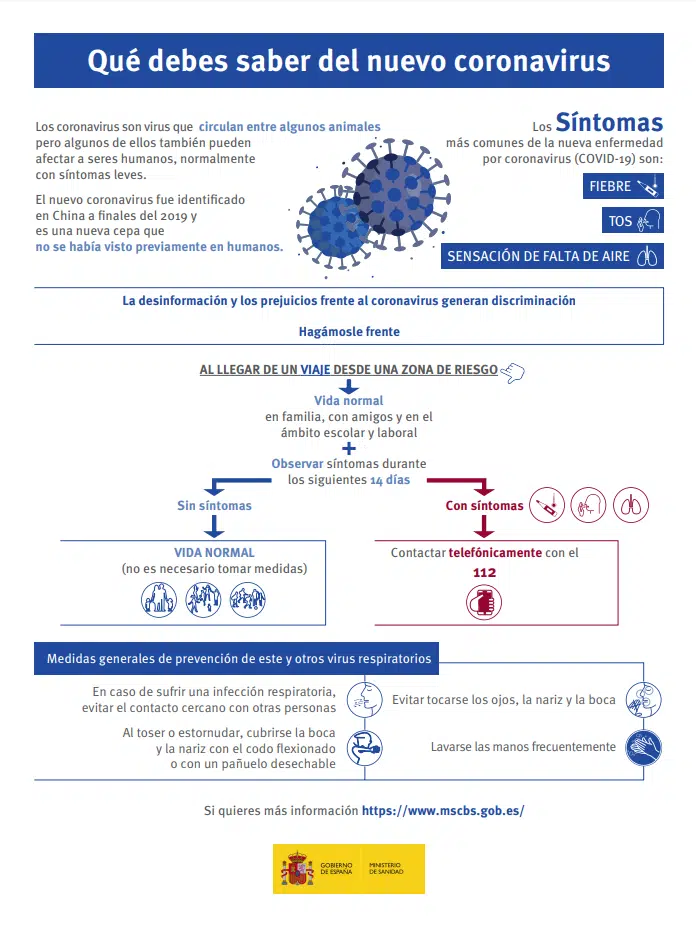 Qué debes saber del nuevo coronavirus
Los coronavirus son virus que circulan entre algunos animales
pero algunos de ellos también pueden
afectar a seres humanos, normalmente
con síntomas leves.
El nuevo coronavirus fue identificado
en China a finales del 2019 y
es una nueva cepa que
no se había visto previamente en humanos.
Los Síntomas
más comunes de la nueva enfermedad
por coronavirus (COVID-19) son:
FIEBRE
TOS
SENSACIÓN DE FALTA DE AIRE
La desinformación y los prejuicios frente al coronavirus generan discriminación
Hagámosle frente
AL LLEGAR DE UN VIAJE DESDE UNA ZONA DE RIESGO
Vida normal
en familia, con amigos y en el
ámbito escolar y laboral
+
Observar síntomas durante
los siguientes 14 días
Sin síntomas
VIDA NORMAL
(no es necesario tomar medidas)
Con síntomas
Contactar telefónicamente con el
112
Medidas generales de prevención de este y otros virus respiratorios
En caso de sufrir una infección respiratoria,
evitar el contacto cercano con otras personas
Al toser o estornudar, cubrirse la boca
y la nariz con el codo flexionado
o con un pañuelo desechable
Evitar tocarse los ojos, la nariz y la boca
Lavarse las manos frecuentemente
Si quieres más información https://www.mscbs.gob.es/
GOBIERNO
DE ESPAÑA
MINISTERIO
DE SANIDAD